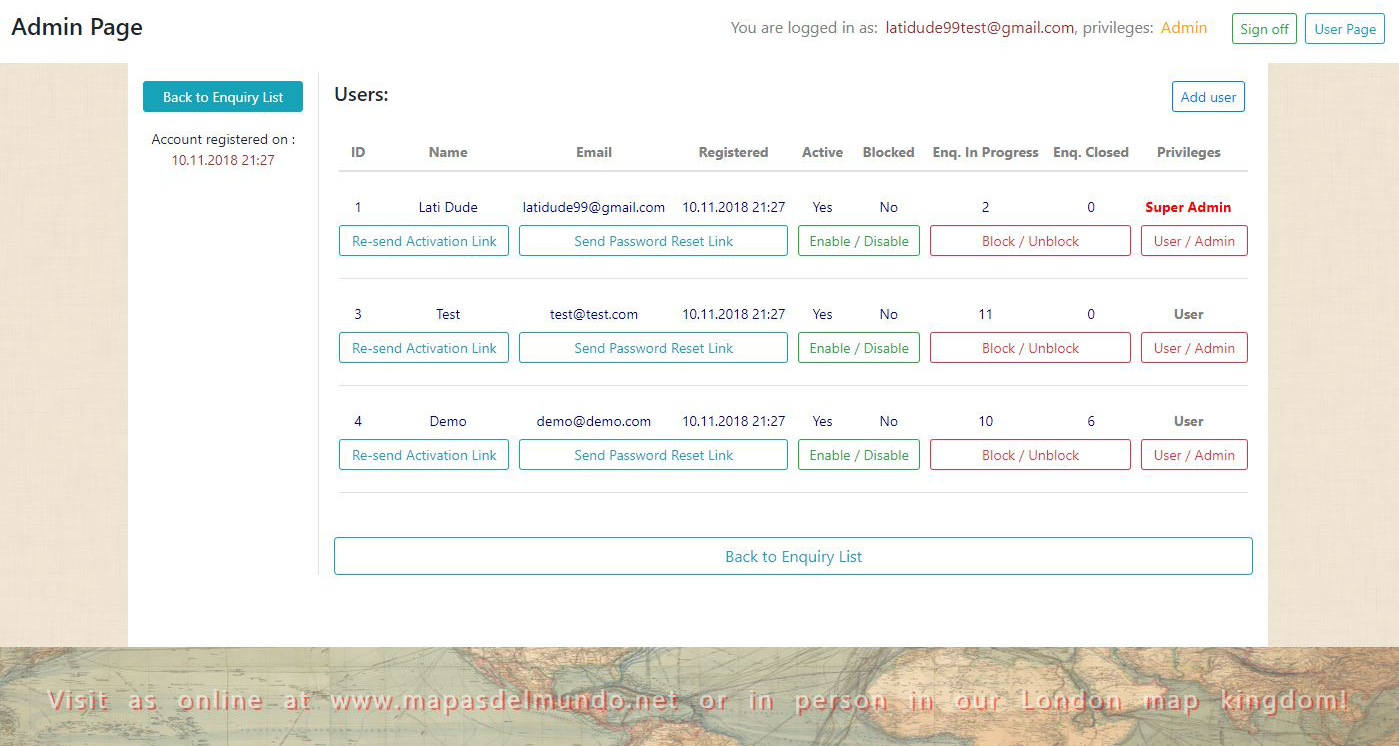 Admin Page
You are logged in as: latidude99test@gmail.com, privileges: Admin
Sign off
User Page
Back to Enquiry List
Account registered on :
10.11.2018 21:27
Users:
Add user
ID Name Email Registered Active Blocked Enq. In Progress Enq. Closed Privileges
1 Lati Dude latidude99@gmail.com 10.11.2018 21:27 Yes No 2 0 Super Admin
Re-send Activation Link Send Password Reset Link Enable / Disable Block / Unblock User / Admin
3 Test test@test.com 10.11.2018 21:27 Yes No 11 0 User
Re-send Activation Link Send Password Reset Link Enable / Disable Block / Unblock User / Admin
4 Demo demo@demo.com 10.11.2018 21:27 Yes No 10 6 User
Re-send Activation Link Send Password Reset Link Enable / Disable Block / Unblock User / Admin
Back to Enquiry List
Visit as online at www.mapasdelmundo.net or in person in our London map kingdom!